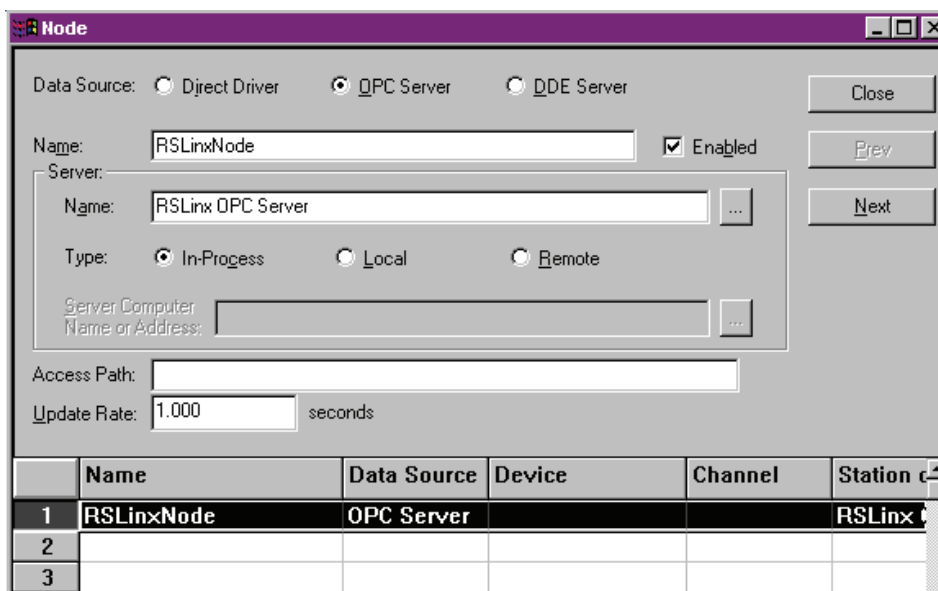 Node
Data Source: Direct Driver OPC Server DDE Server
Close
Name: RSLinxNode Enabled
Prev
Server:
Name: RSLinx OPC Server ...
Next
Type: In-Process Local Remote
Server Computer
Name or Address: ...
Access Path:
Update Rate: 1.000 seconds
Name Data Source Device Channel Station
1 RSLinxNode OPC Server RSLinx
2
3